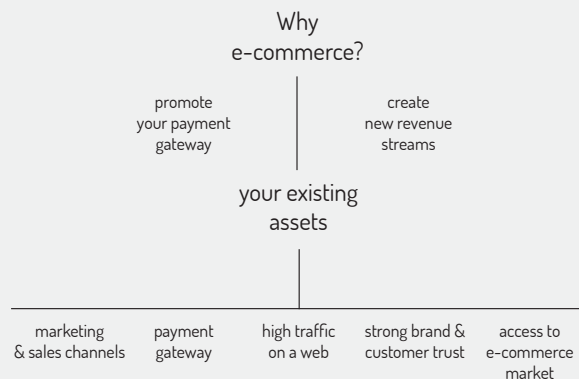 Why
e-commerce?
promote
your payment
gateway
create
new revenue
streams
your existing
assets
marketing
& sales channels
payment
gateway
high traffic
on a web
strong brand &
customer trust
access to
e-commerce
market